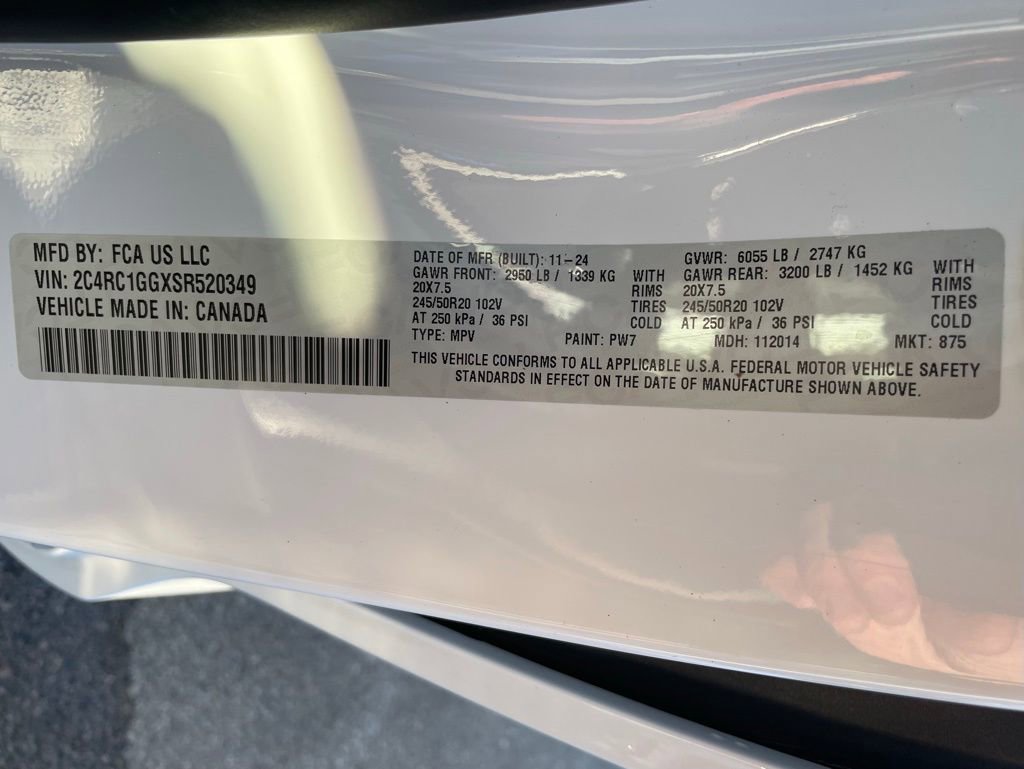 MFD BY: FCA US LLC
VIN: 2C4RC1GGXSR520349
VEHICLE MADE IN: CANADA
DATE OF MFR (BUILT): 11-24
GAWR FRONT: 2950 LB / 1339 KG WITH
20X7.5 RIMS
245/50R20 102V TIRES
AT 250 kPa / 36 PSI COLD
TYPE: MPV PAINT: PW7
GVWR: 6055 LB / 2747 KG
GAWR REAR: 3200 LB / 1452 KG WITH
20X7.5 RIMS
245/50R20 102V TIRES
AT 250 kPa / 36 PSI COLD
MDH: 112014 MKT: 875
THIS VEHICLE CONFORMS TO ALL APPLICABLE U.S.A. FEDERAL MOTOR VEHICLE SAFETY
STANDARDS IN EFFECT ON THE DATE OF MANUFACTURE SHOWN ABOVE.